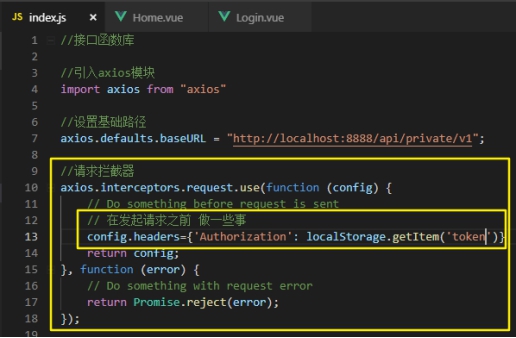 JS index.js × Home.vue Login.vue
1 //接口函数库
2
3 //引入axios模块
4 import axios from "axios"
5
6 //设置基础路径
7 axios.defaults.baseURL = "http://localhost:8888/api/private/v1";
8
9 //请求拦截器
10 axios.interceptors.request.use(function (config) {
11 // Do something before request is sent
12 // 在发起请求之前 做一些事
13 config.headers={'Authorization': localStorage.getItem('token')}
14 return config;
15 }, function (error) {
16 // Do something with request error
17 return Promise.reject(error);
18 });
19